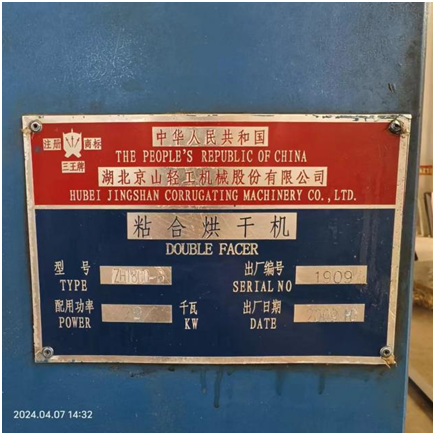 中华人民共和国
注册 商标
三王牌
THE PEOPLE'S REPUBLIC OF CHINA
湖北京山轻工机械股份有限公司
HUBEI JINGSHAN CORRUGATING MACHINERY CO., LTD.
粘合烘干机
DOUBLE FACER
型号 出厂编号 1909
TYPE SERIAL NO
配用功率 千瓦 出厂日期
POWER KW DATE
2024.04.07 14:32